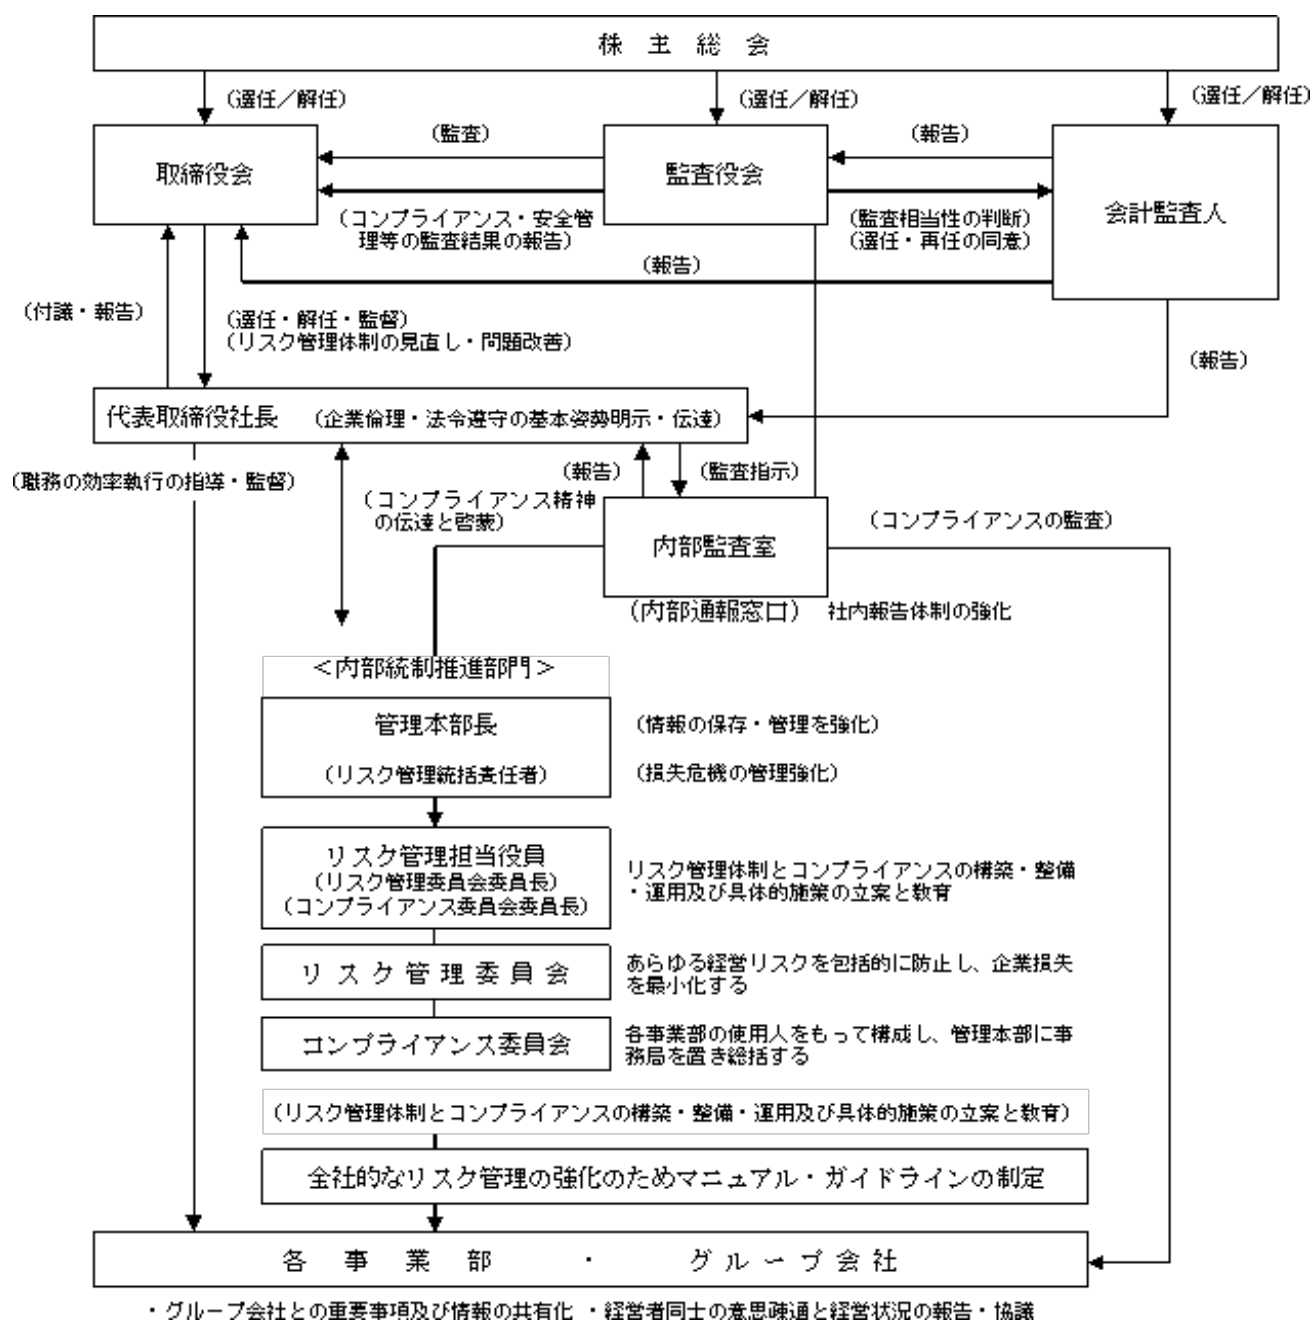 株 主 総 会
（選任／解任）
（選任／解任）
（選任／解任）
取締役会
（監査）
監査役会
（報告）
会計監査人
（コンプライアンス・安全管
理等の監査結果の報告）
（監査相当性の判断）
（選任・再任の同意）
（報告）
（付議・報告）
（選任・解任・監督）
（リスク管理体制の見直し・問題改善）
（報告）
代表取締役社長 （企業倫理・法令遵守の基本姿勢明示・伝達）
（職務の効率執行の指導・監督）
（報告）
（監査指示）
（コンプライアンス精神
の伝達と啓蒙）
（コンプライアンスの監査）
内部監査室
（内部通報窓口） 社内報告体制の強化
＜内部統制推進部門＞
管理本部長
（情報の保存・管理を強化）
（リスク管理統括責任者）
（損失危機の管理強化）
リスク管理担当役員
（リスク管理委員会委員長）
（コンプライアンス委員会委員長）
リスク管理体制とコンプライアンスの構築・整備
・運用及び具体的施策の立案と教育
リ ス ク 管 理 委 員 会
あらゆる経営リスクを包括的に防止し、企業損失
を最小化する
コンプライアンス委員会
各事業部の使用人をもって構成し、管理本部に事
務局を置き総括する
（リスク管理体制とコンプライアンスの構築・整備・運用及び具体的施策の立案と教育）
全社的なリスク管理の強化のためマニュアル・ガイドラインの制定
各 事 業 部 ・ グ ル ー プ 会 社
・グループ会社との重要事項及び情報の共有化 ・経営者同士の意思疎通と経営状況の報告・協議